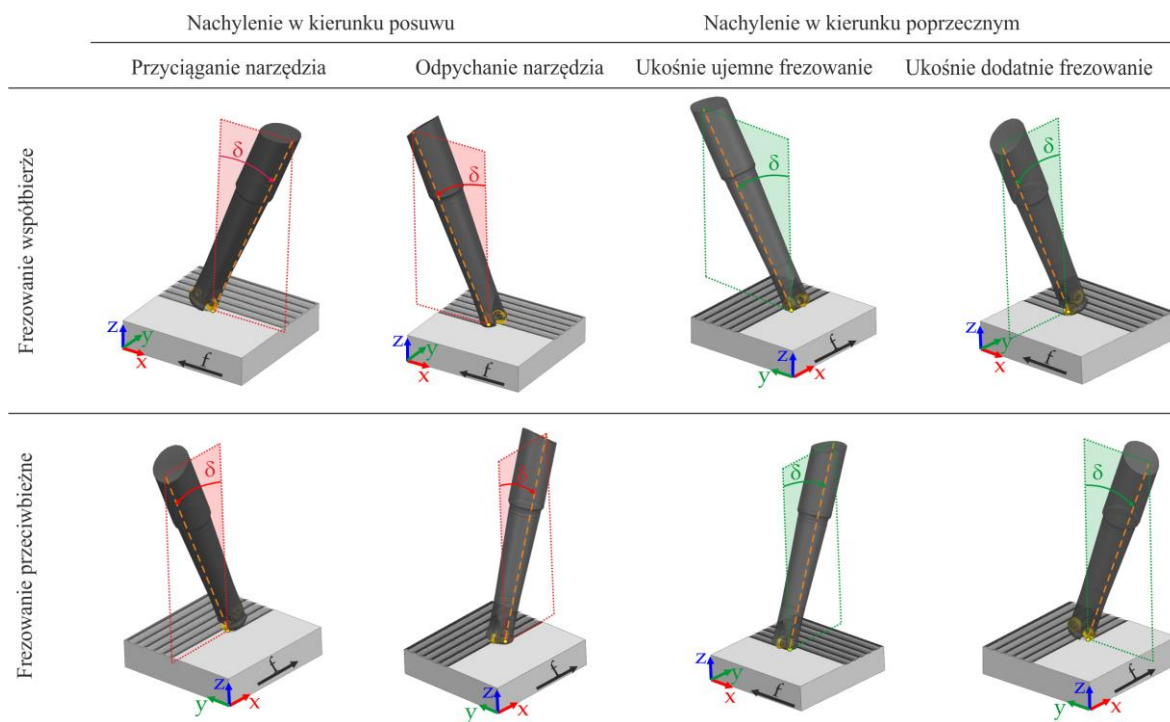 Nachylenie w kierunku posuwu
Nachylenie w kierunku poprzecznym
Przyciąganie narzędzia
Odpychanie narzędzia
Ukośnie ujemne frezowanie
Ukośnie dodatnie frezowanie
Frezowanie współbierze
δ
z
y
x
f
δ
z
y
x
f
δ
z
y
x
f
δ
z
y
x
f
Frezowanie przeciwbieżne
δ
z
y
x
f
δ
z
y
x
f
δ
z
y
x
f
δ
z
y
x
f